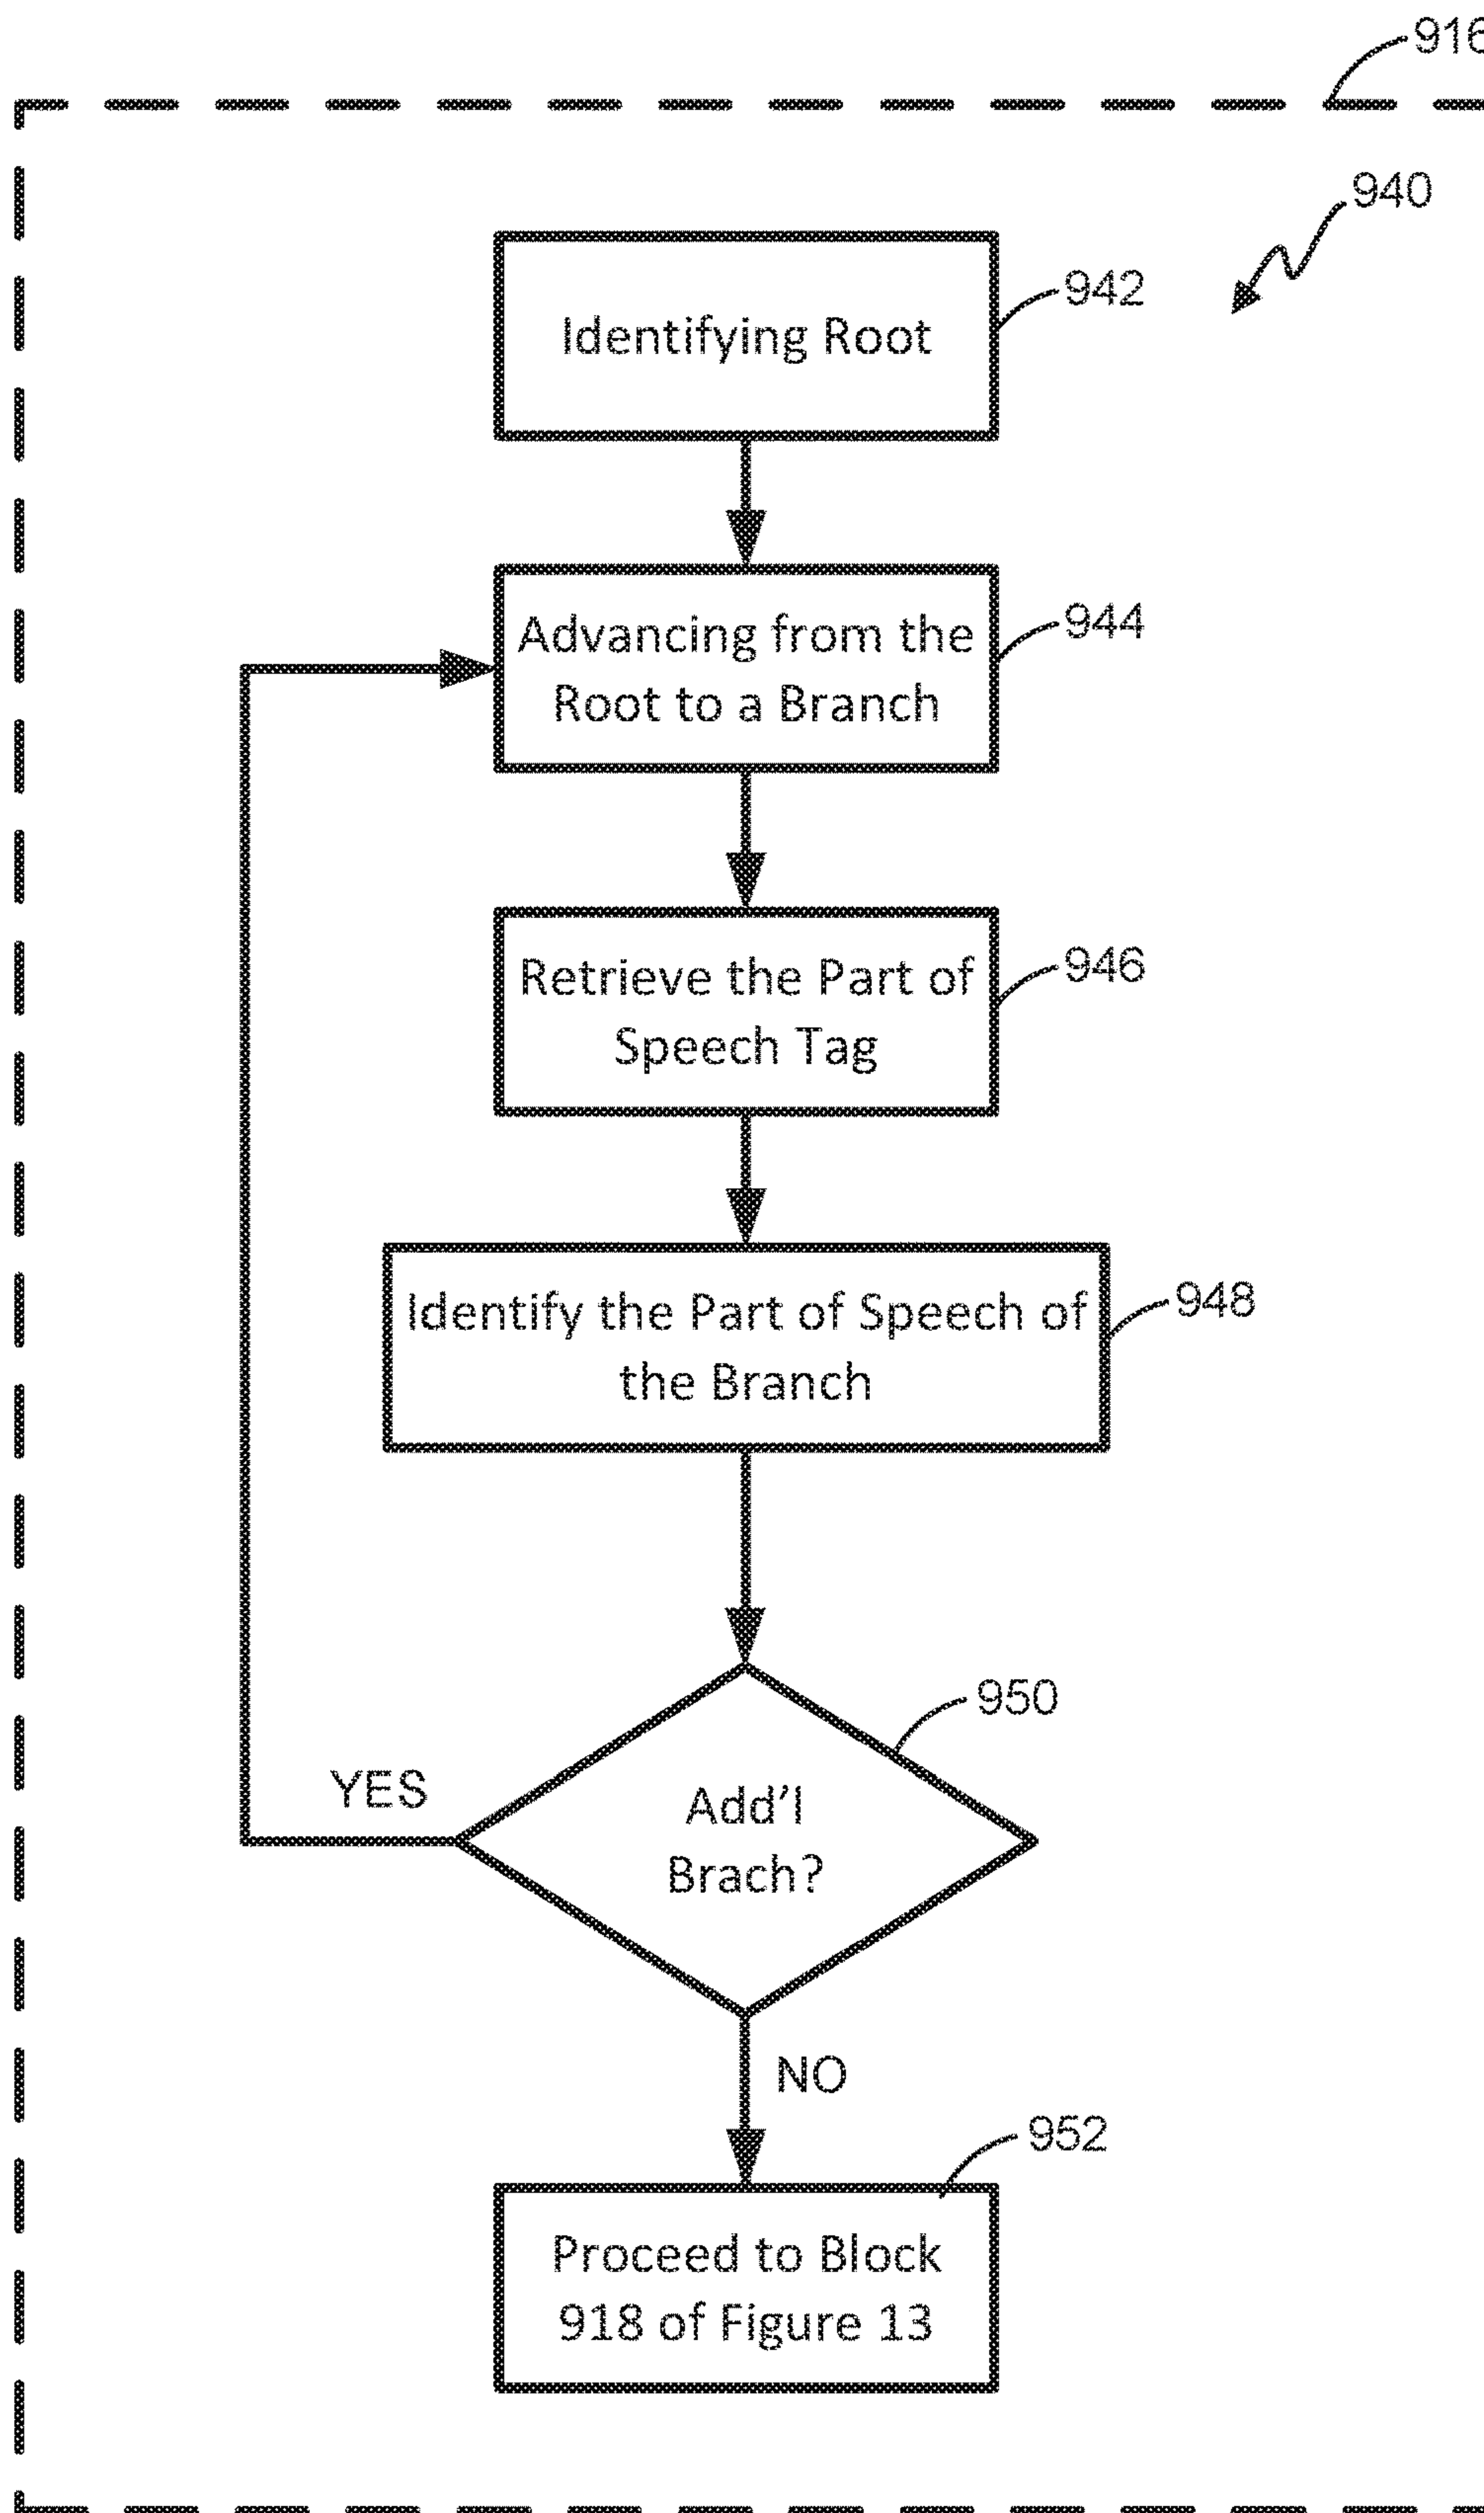 916
940
Identifying Root
942
Advancing from the
Root to a Branch
944
Retrieve the Part of
Speech Tag
946
Identify the Part of Speech of
the Branch
948
950
YES
Add'l
Brach?
NO
952
Proceed to Block
918 of Figure 13